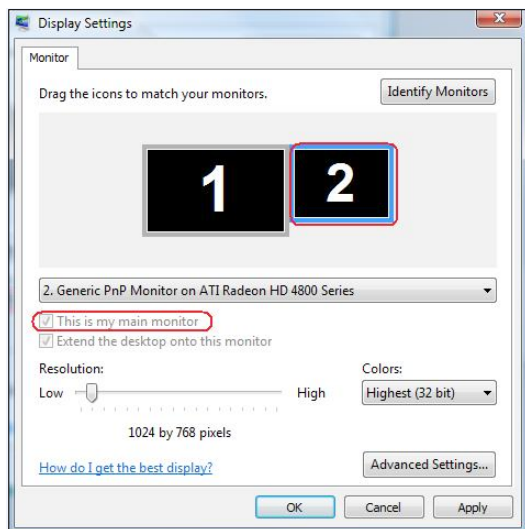 Display Settings
Monitor
Drag the icons to match your monitors.
Identify Monitors
1
2
2. Generic PnP Monitor on ATI Radeon HD 4800 Series
This is my main monitor
Extend the desktop onto this monitor
Resolution:
Colors:
Low
High
Highest (32 bit)
1024 by 768 pixels
How do I get the best display?
Advanced Settings...
OK
Cancel
Apply